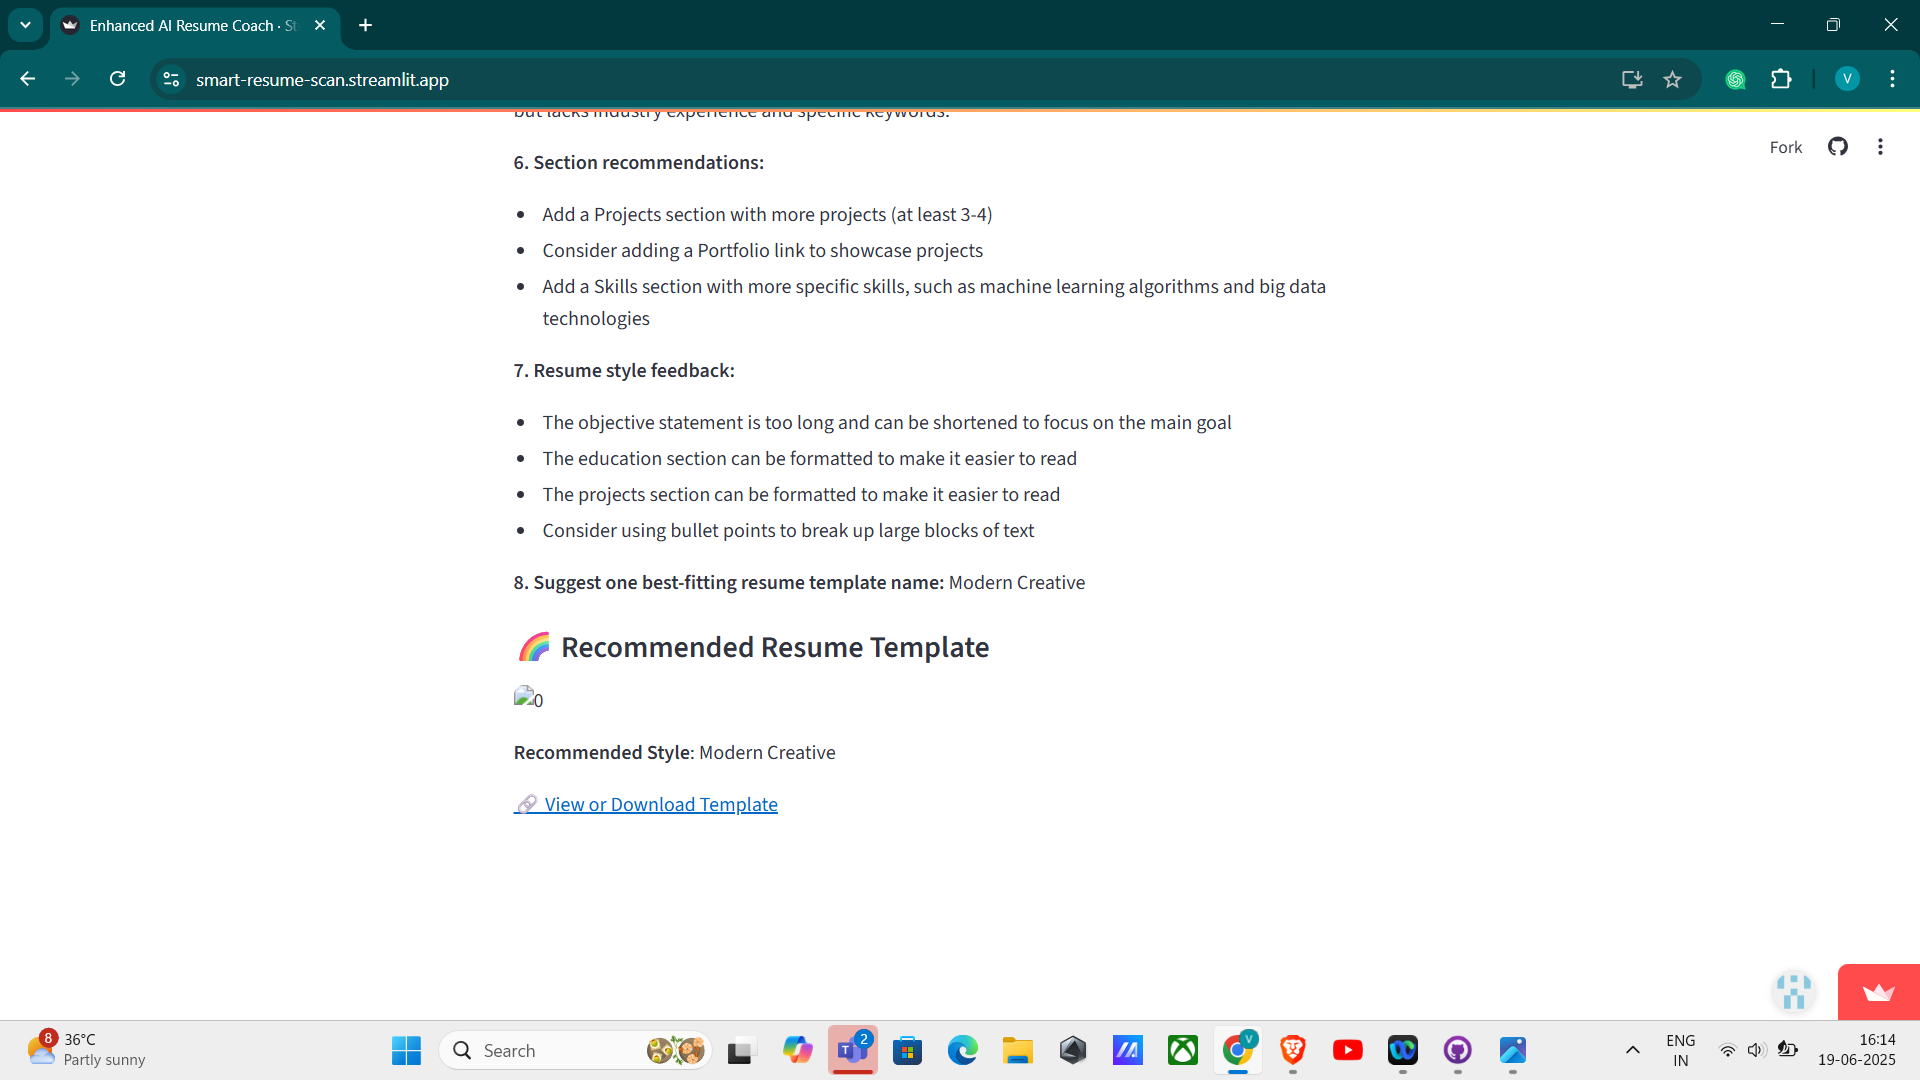 Enhanced AI Resume Coach · St
smart-resume-scan.streamlit.app
V
but lacks industry experience and specific keywords.
Fork
6. Section recommendations:
Add a Projects section with more projects (at least 3-4)
Consider adding a Portfolio link to showcase projects
Add a Skills section with more specific skills, such as machine learning algorithms and big data
technologies
7. Resume style feedback:
The objective statement is too long and can be shortened to focus on the main goal
The education section can be formatted to make it easier to read
The projects section can be formatted to make it easier to read
Consider using bullet points to break up large blocks of text
8. Suggest one best-fitting resume template name: Modern Creative
🌈 Recommended Resume Template
0
Recommended Style: Modern Creative
🔗 View or Download Template
8
36°C
Partly sunny
Search
T
2
V
ENG
IN
16:14
19-06-2025